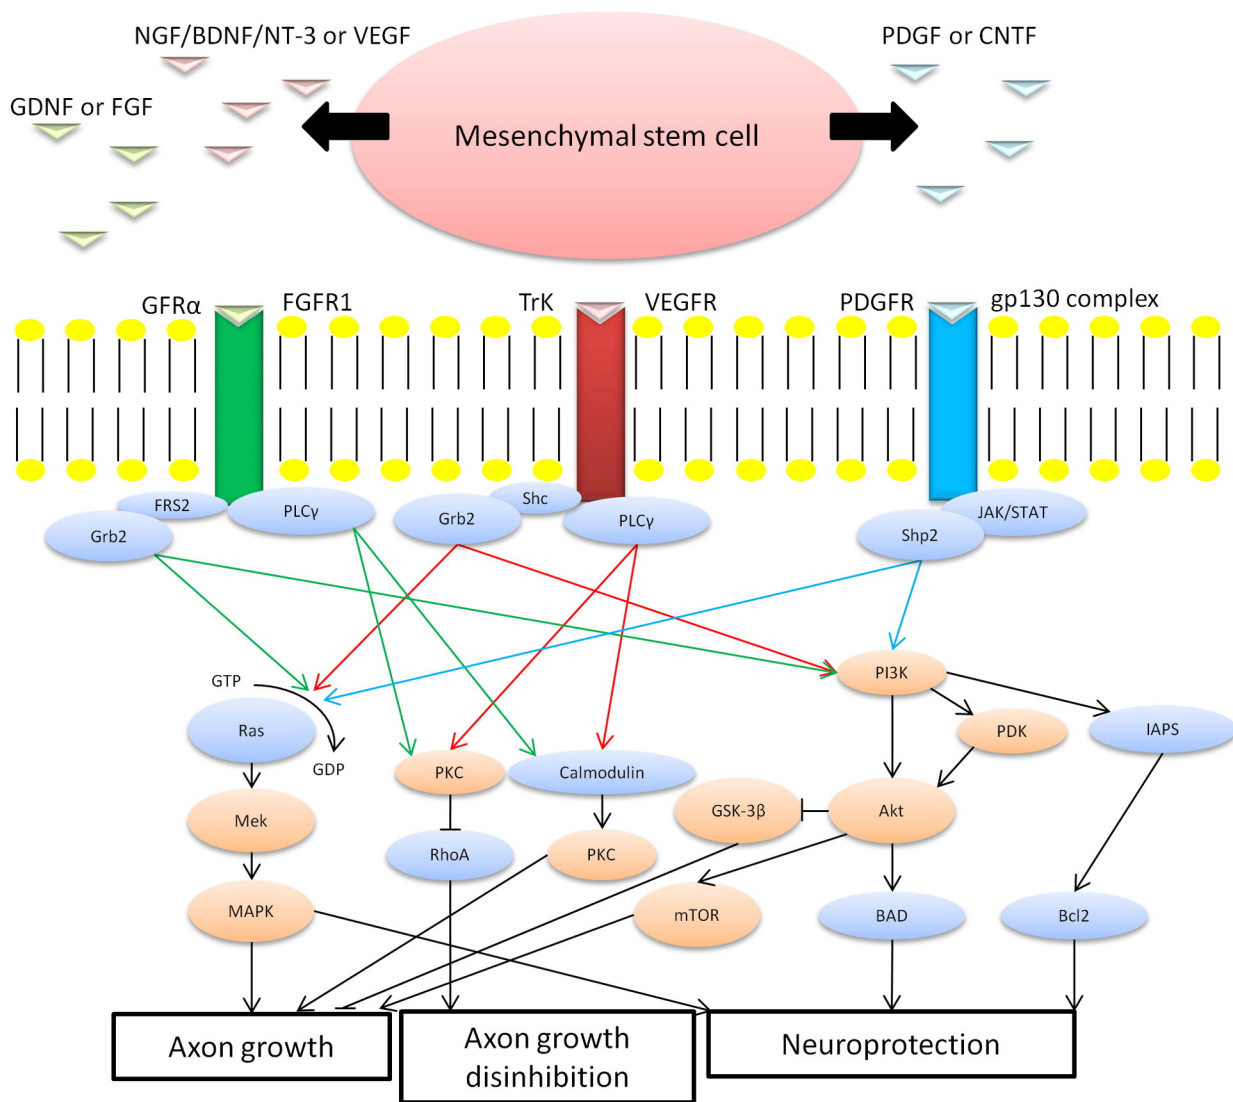 NGF/BDNF/NT-3 or VEGF
PDGF or CNTF
GDNF or FGF
Mesenchymal stem cell
GFRα
FGFR1
TrK
VEGFR
PDGFR
gp130 complex
FRS2
Grb2
PLCγ
Shc
Grb2
PLCγ
JAK/STAT
Shp2
GTP
Ras
GDP
PI3K
PDK
IAPS
PKC
Calmodulin
Mek
GSK-3β
Akt
RhoA
PKC
MAPK
mTOR
BAD
Bcl2
Axon growth
Axon growth
disinhibition
Neuroprotection